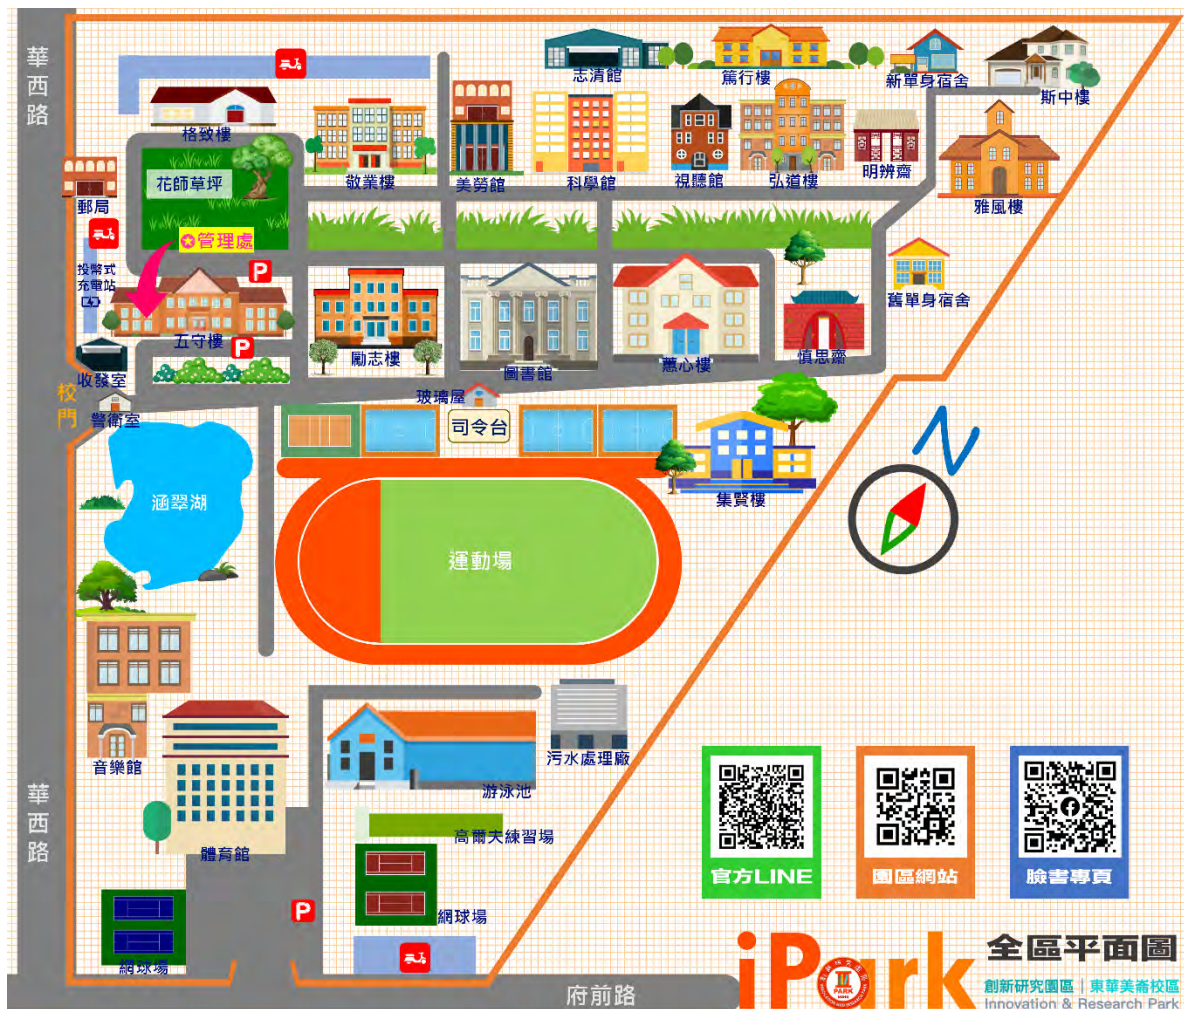 華西路
志清館
篤行樓
新單身宿舍
斯中樓
格致樓
敬業樓
美勞館
科學館
視聽館
弘道樓
明辨齋
雅風樓
花師草坪
郵局
✪管理處
投幣式
充電站
P
五守樓
P
勵志樓
圖書館
蕙心樓
慎思齋
舊單身宿舍
收發室
校門
警衛室
玻璃屋
司令台
集賢樓
N
涵翠湖
運動場
音樂館
華西路
體育館
游泳池
污水處理廠
高爾夫練習場
網球場
P
網球場
府前路
官方LINE
園區網站
臉書專頁
iPark
PARK
全區平面圖
創新研究園區｜東華美崙校區
Innovation & Research Park